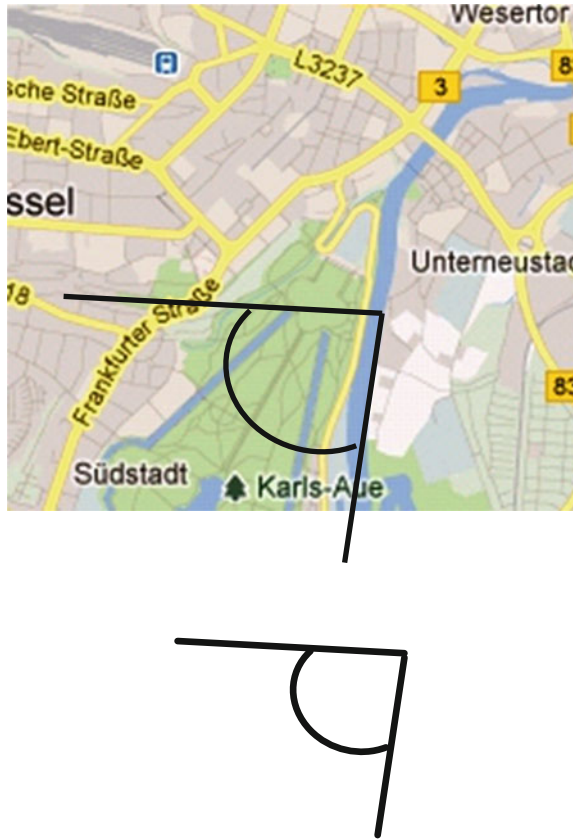 Wesertor
L3237
8
3
sche Straße
Ebert-Straße
ssel
Unterneustad
18
Frankfurter Straße
83
Südstadt
Karls-Aue